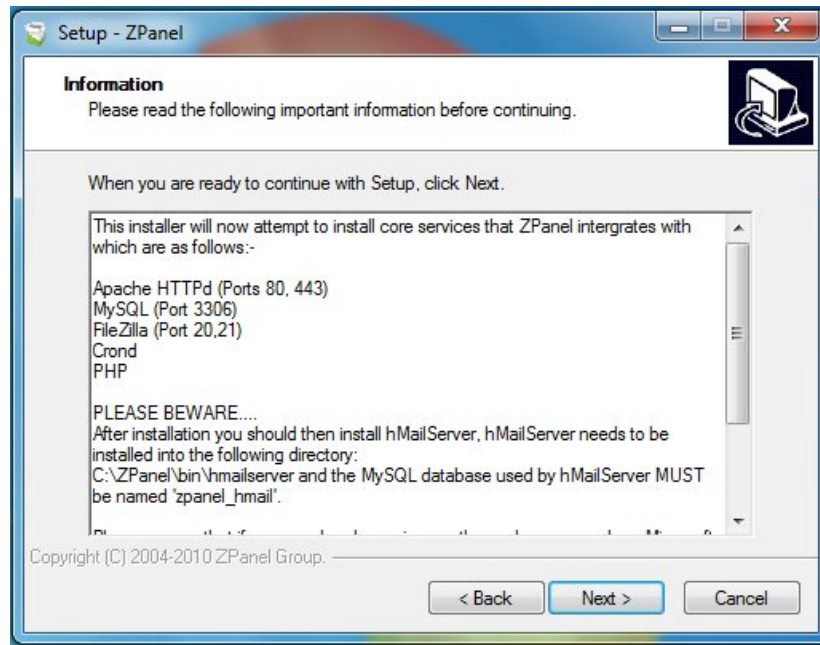 Setup - ZPanel
Information
Please read the following important information before continuing.
When you are ready to continue with Setup, click Next.
This installer will now attempt to install core services that ZPanel intergrates with
which are as follows:-
Apache HTTPd (Ports 80, 443)
MySQL (Port 3306)
FileZilla (Port 20,21)
Crond
PHP
PLEASE BEWARE....
After installation you should then install hMailServer, hMailServer needs to be
installed into the following directory:
C:\ZPanel\bin\hmailserver and the MySQL database used by hMailServer MUST
be named 'zpanel_hmail'.
Copyright (C) 2004-2010 ZPanel Group.
< Back
Next >
Cancel